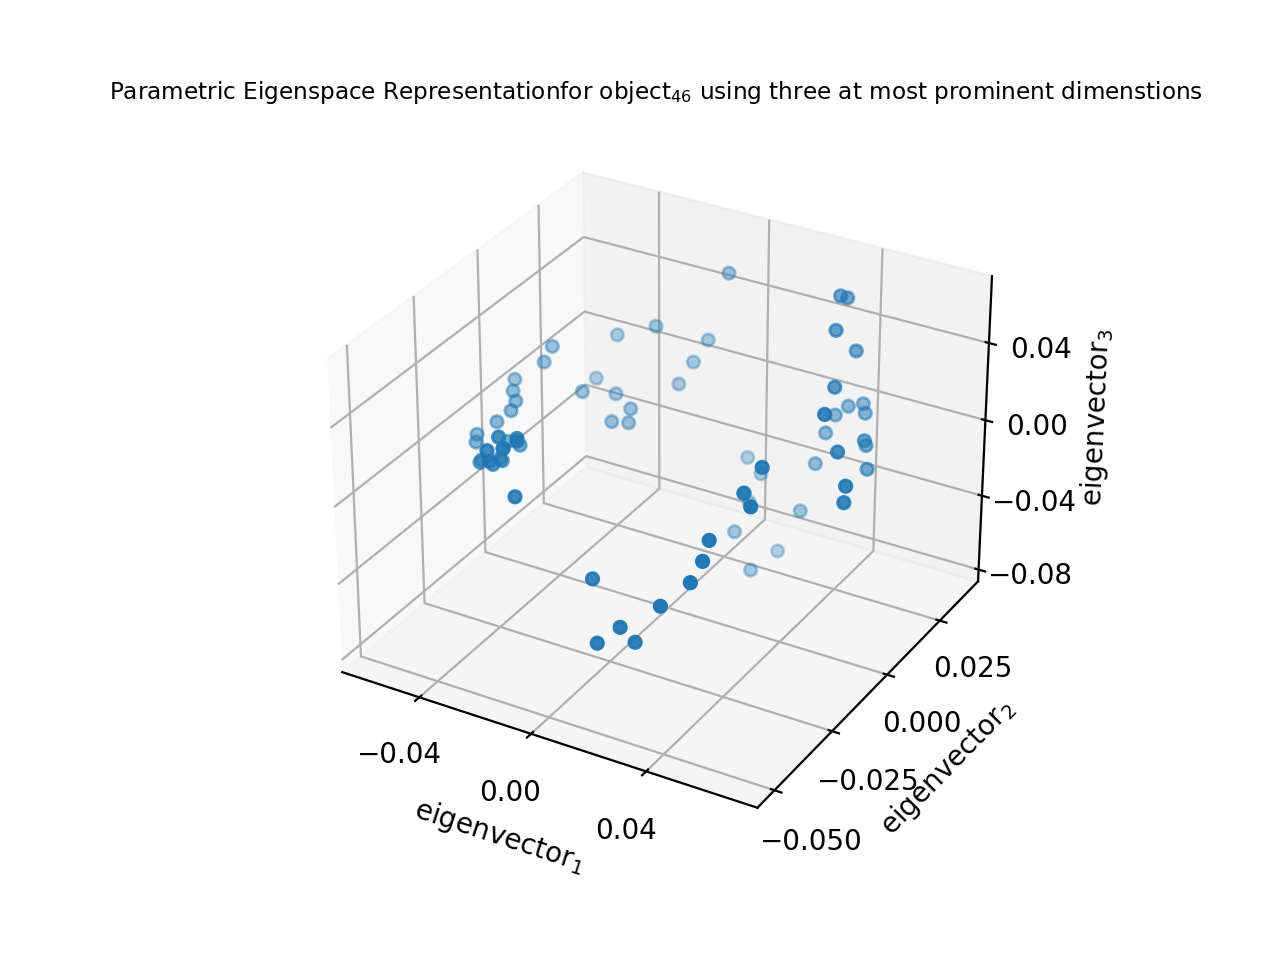 Parametric Eigenspace Representationfor object₄₆ using three at most prominent dimenstions
0.04
0.00
−0.04
−0.08
eigenvector₃
0.025
0.000
−0.025
−0.050
eigenvector₂
−0.04
0.00
0.04
eigenvector₁